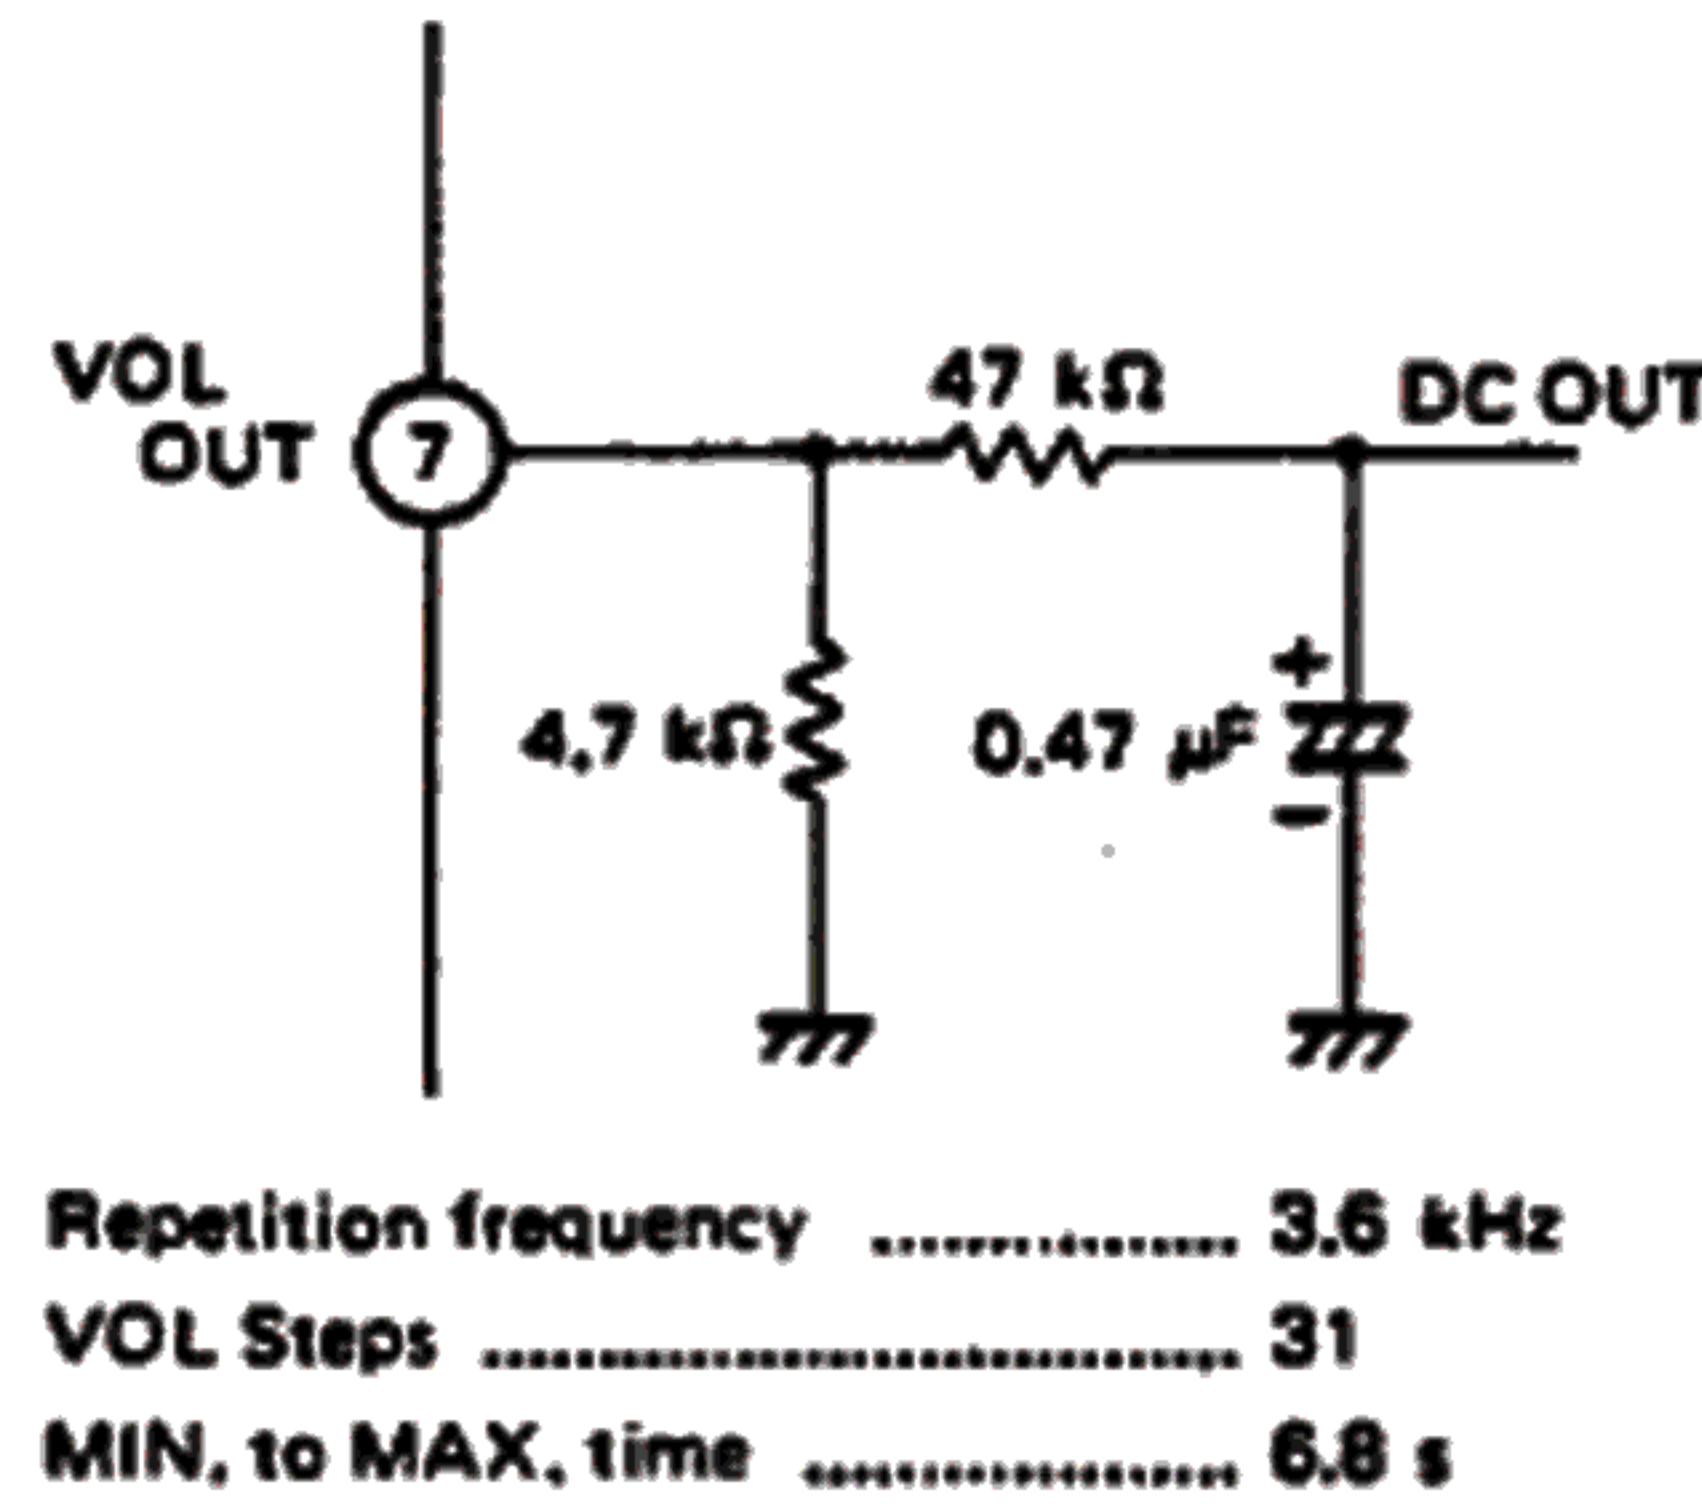 VOL
OUT
7
47 kΩ
DC OUT
4.7 kΩ
0.47 µF
+
−
Repetition frequency ................ 3.6 kHz
VOL Steps ................................. 31
MIN. to MAX. time ................... 6.8 s